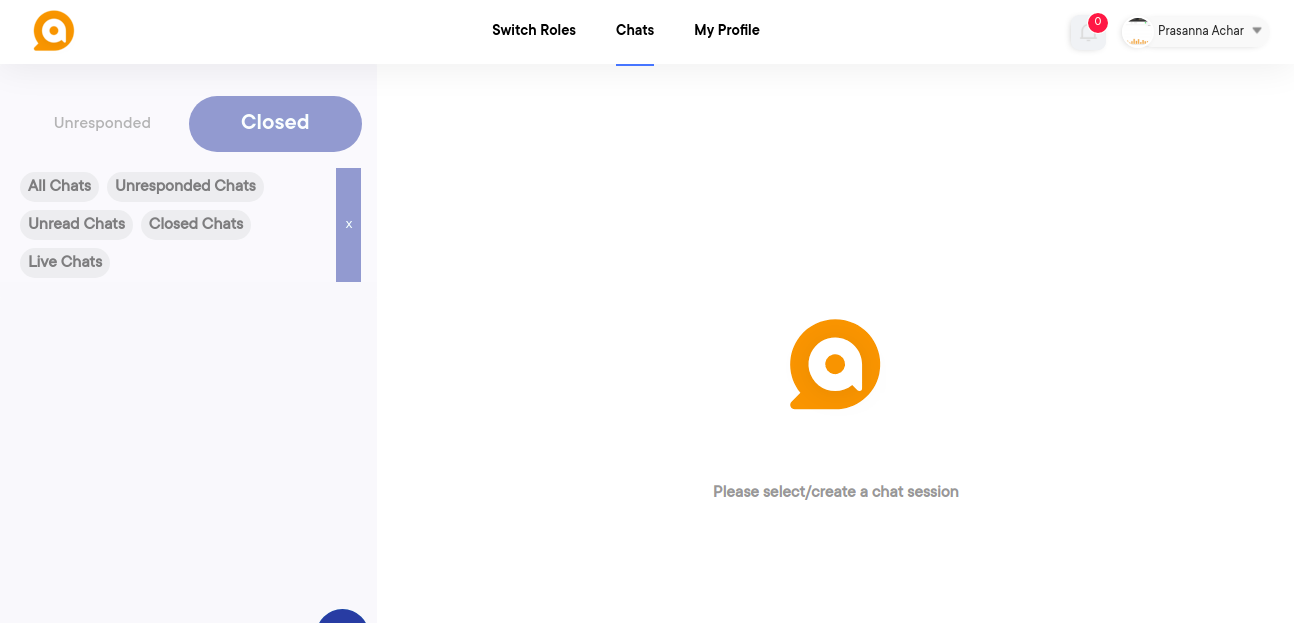 Switch Roles Chats My Profile 0 Prasanna Achar
Unresponded Closed
All Chats Unresponded Chats
Unread Chats Closed Chats
Live Chats
x
Please select/create a chat session